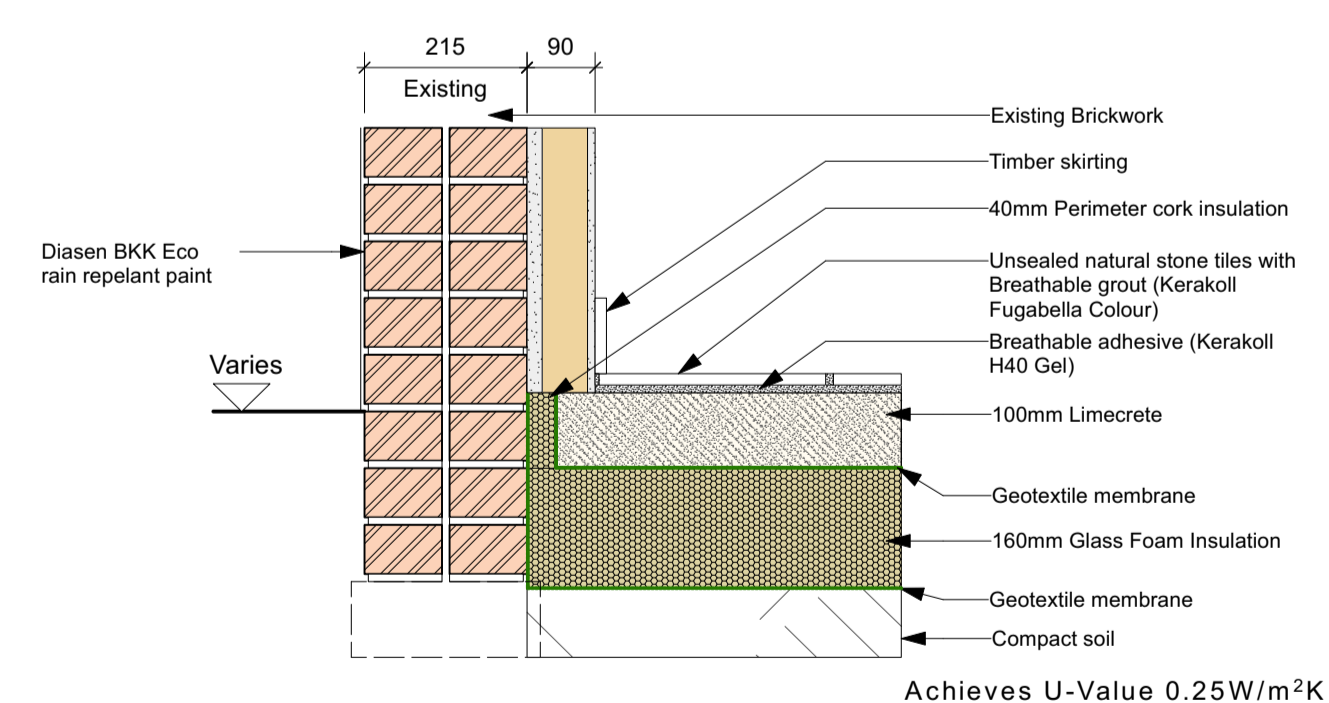 215
90
Existing
Existing Brickwork
Timber skirting
40mm Perimeter cork insulation
Diasen BKK Eco
rain repelant paint
Unsealed natural stone tiles with
Breathable grout (Kerakoll
Fugabella Colour)
Breathable adhesive (Kerakoll
H40 Gel)
Varies
100mm Limecrete
Geotextile membrane
160mm Glass Foam Insulation
Geotextile membrane
Compact soil
Achieves U-Value 0.25W/m²K